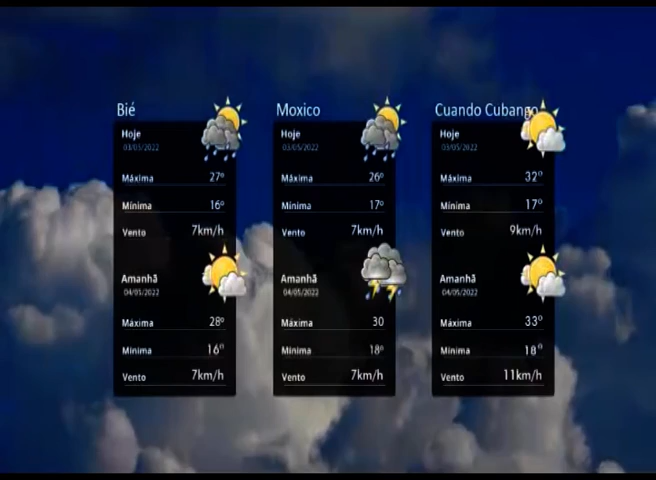 Bié
Hoje
03/05/2022
Máxima 27º
Mínima 16º
Vento 7km/h
Amanhã
04/05/2022
Máxima 28º
Mínima 16º
Vento 7km/h
Moxico
Hoje
03/05/2022
Máxima 26º
Mínima 17º
Vento 7km/h
Amanhã
04/05/2022
Máxima 30
Mínima 18º
Vento 7km/h
Cuando Cubango
Hoje
03/05/2022
Máxima 32º
Mínima 17º
Vento 9km/h
Amanhã
04/05/2022
Máxima 33º
Mínima 18º
Vento 11km/h